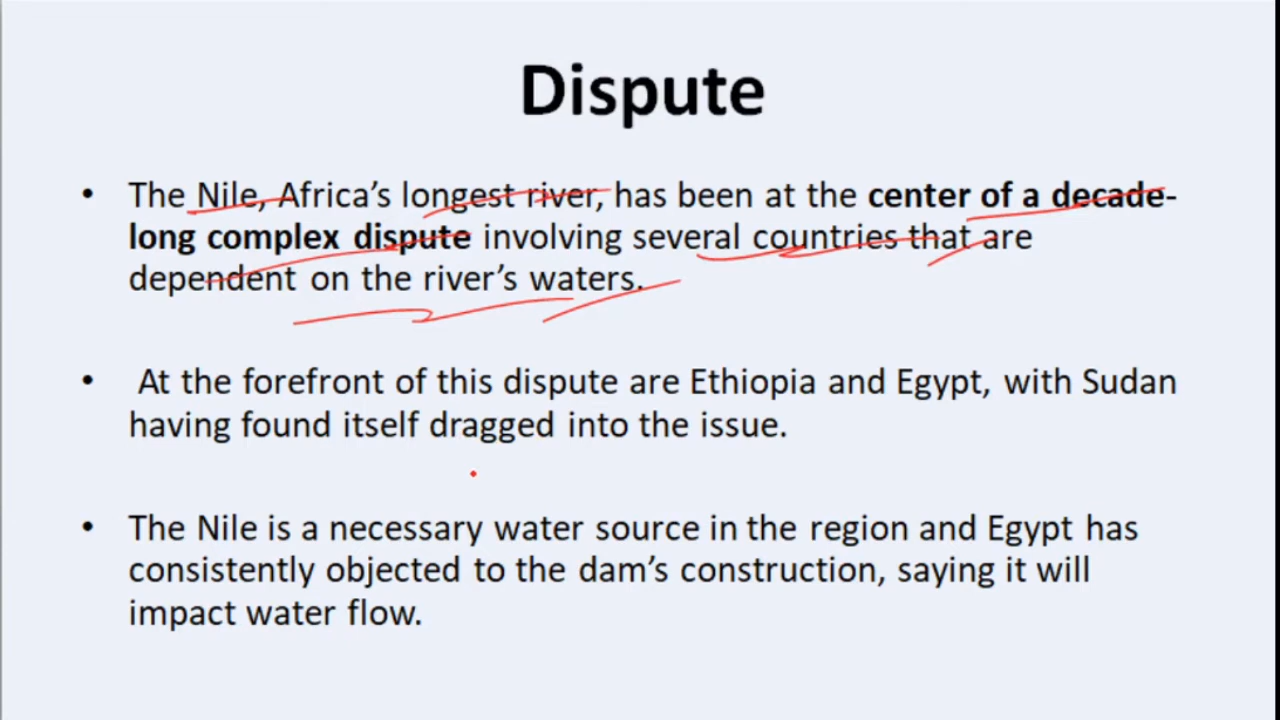 Dispute
• The Nile, Africa’s longest river, has been at the center of a decade-
long complex dispute involving several countries that are
dependent on the river’s waters.
• At the forefront of this dispute are Ethiopia and Egypt, with Sudan
having found itself dragged into the issue.
• The Nile is a necessary water source in the region and Egypt has
consistently objected to the dam’s construction, saying it will
impact water flow.